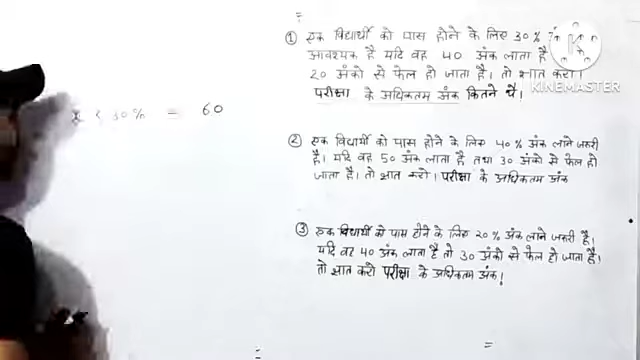 =
x × 30% = 60
① एक विद्यार्थी को पास होने के लिए 30%
आवश्यक है यदि वह 40 अंक लाता है
20 अंको से फेल हो जाता है। तो ज्ञात करो।
परीक्षा के अधिकतम अंक कितने थे।
KINEMASTER
② एक विद्यार्थी को पास होने के लिए 40% अंक लाने जरुरी
है। यदि वह 50 अंक लाता है तथा 30 अंको से फेल हो
जाता है। तो ज्ञात करो। परीक्षा के अधिकतम अंक
③ एक विद्यार्थी को पास होने के लिए 20% अंक लाने जरुरी है।
यदि वह 40 अंक लाता है तो 30 अंको से फेल हो जाता है।
तो ज्ञात करो परीक्षा के अधिकतम अंक!
=
=